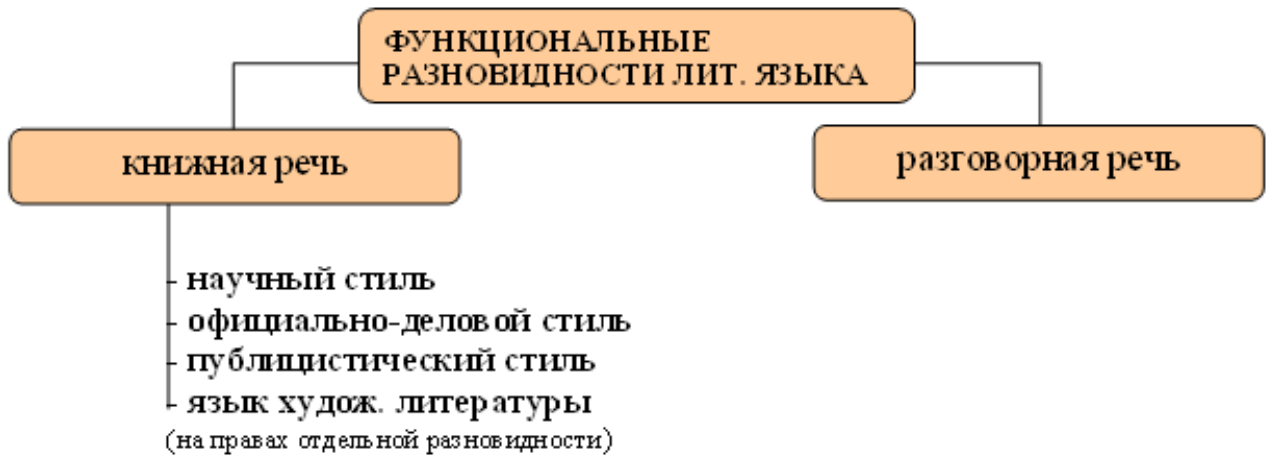 ФУНКЦИОНАЛЬНЫЕ
РАЗНОВИДНОСТИ ЛИТ. ЯЗЫКА
книжная речь
разговорная речь
- научный стиль
- официально-деловой стиль
- публицистический стиль
- язык худож. литературы
(на правах отдельной разновидности)